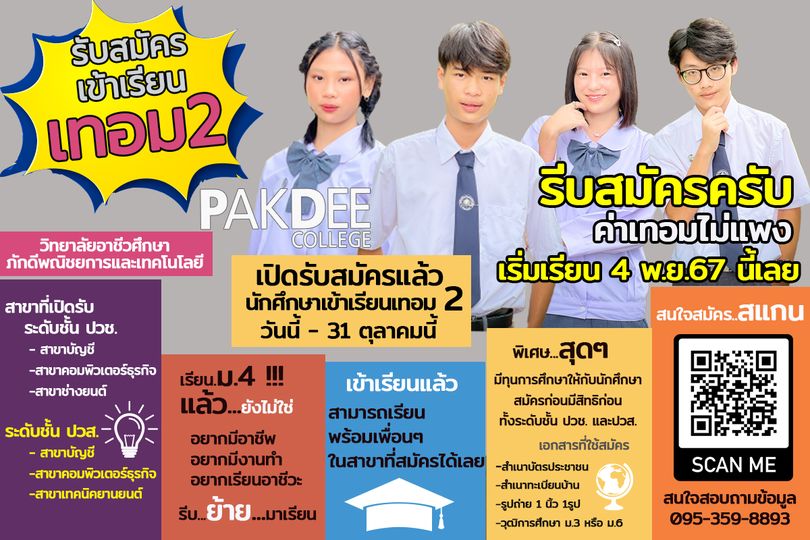 รับสมัคร
เข้าเรียน
เทอม2
PAKDEE
COLLEGE
รีบสมัครครับ
ค่าเทอมไม่แพง
เริ่มเรียน 4 พ.ย.67 นี้เลย
วิทยาลัยอาชีวศึกษา
ภักดีพณิชยการและเทคโนโลยี
เปิดรับสมัครแล้ว
นักศึกษาเข้าเรียนเทอม 2
วันนี้ - 31 ตุลาคมนี้
สาขาที่เปิดรับ
ระดับชั้น ปวช.
- สาขาบัญชี
-สาขาคอมพิวเตอร์ธุรกิจ
-สาขาช่างยนต์
ระดับชั้น ปวส.
- สาขาบัญชี
-สาขาคอมพิวเตอร์ธุรกิจ
-สาขาเทคนิคยานยนต์
เรียน.ม.4 !!!
แล้ว...ยังไม่ใช่
อยากมีอาชีพ
อยากมีงานทำ
อยากเรียนอาชีวะ
รีบ...ย้าย...มาเรียน
เข้าเรียนแล้ว
สามารถเรียน
พร้อมเพื่อนๆ
ในสาขาที่สมัครได้เลย
พิเศษ...สุดๆ
มีทุนการศึกษาให้กับนักศึกษา
สมัครก่อนมีสิทธิก่อน
ทั้งระดับชั้น ปวช. และปวส.
เอกสารที่ใช้สมัคร
-สำเนาบัตรประชาชน
-สำเนาทะเบียนบ้าน
-รูปถ่าย 1 นิ้ว 1รูป
-วุฒิการศึกษา ม.3 หรือ ม.6
สนใจสมัคร..สแกน
SCAN ME
สนใจสอบถามข้อมูล
095-359-8893